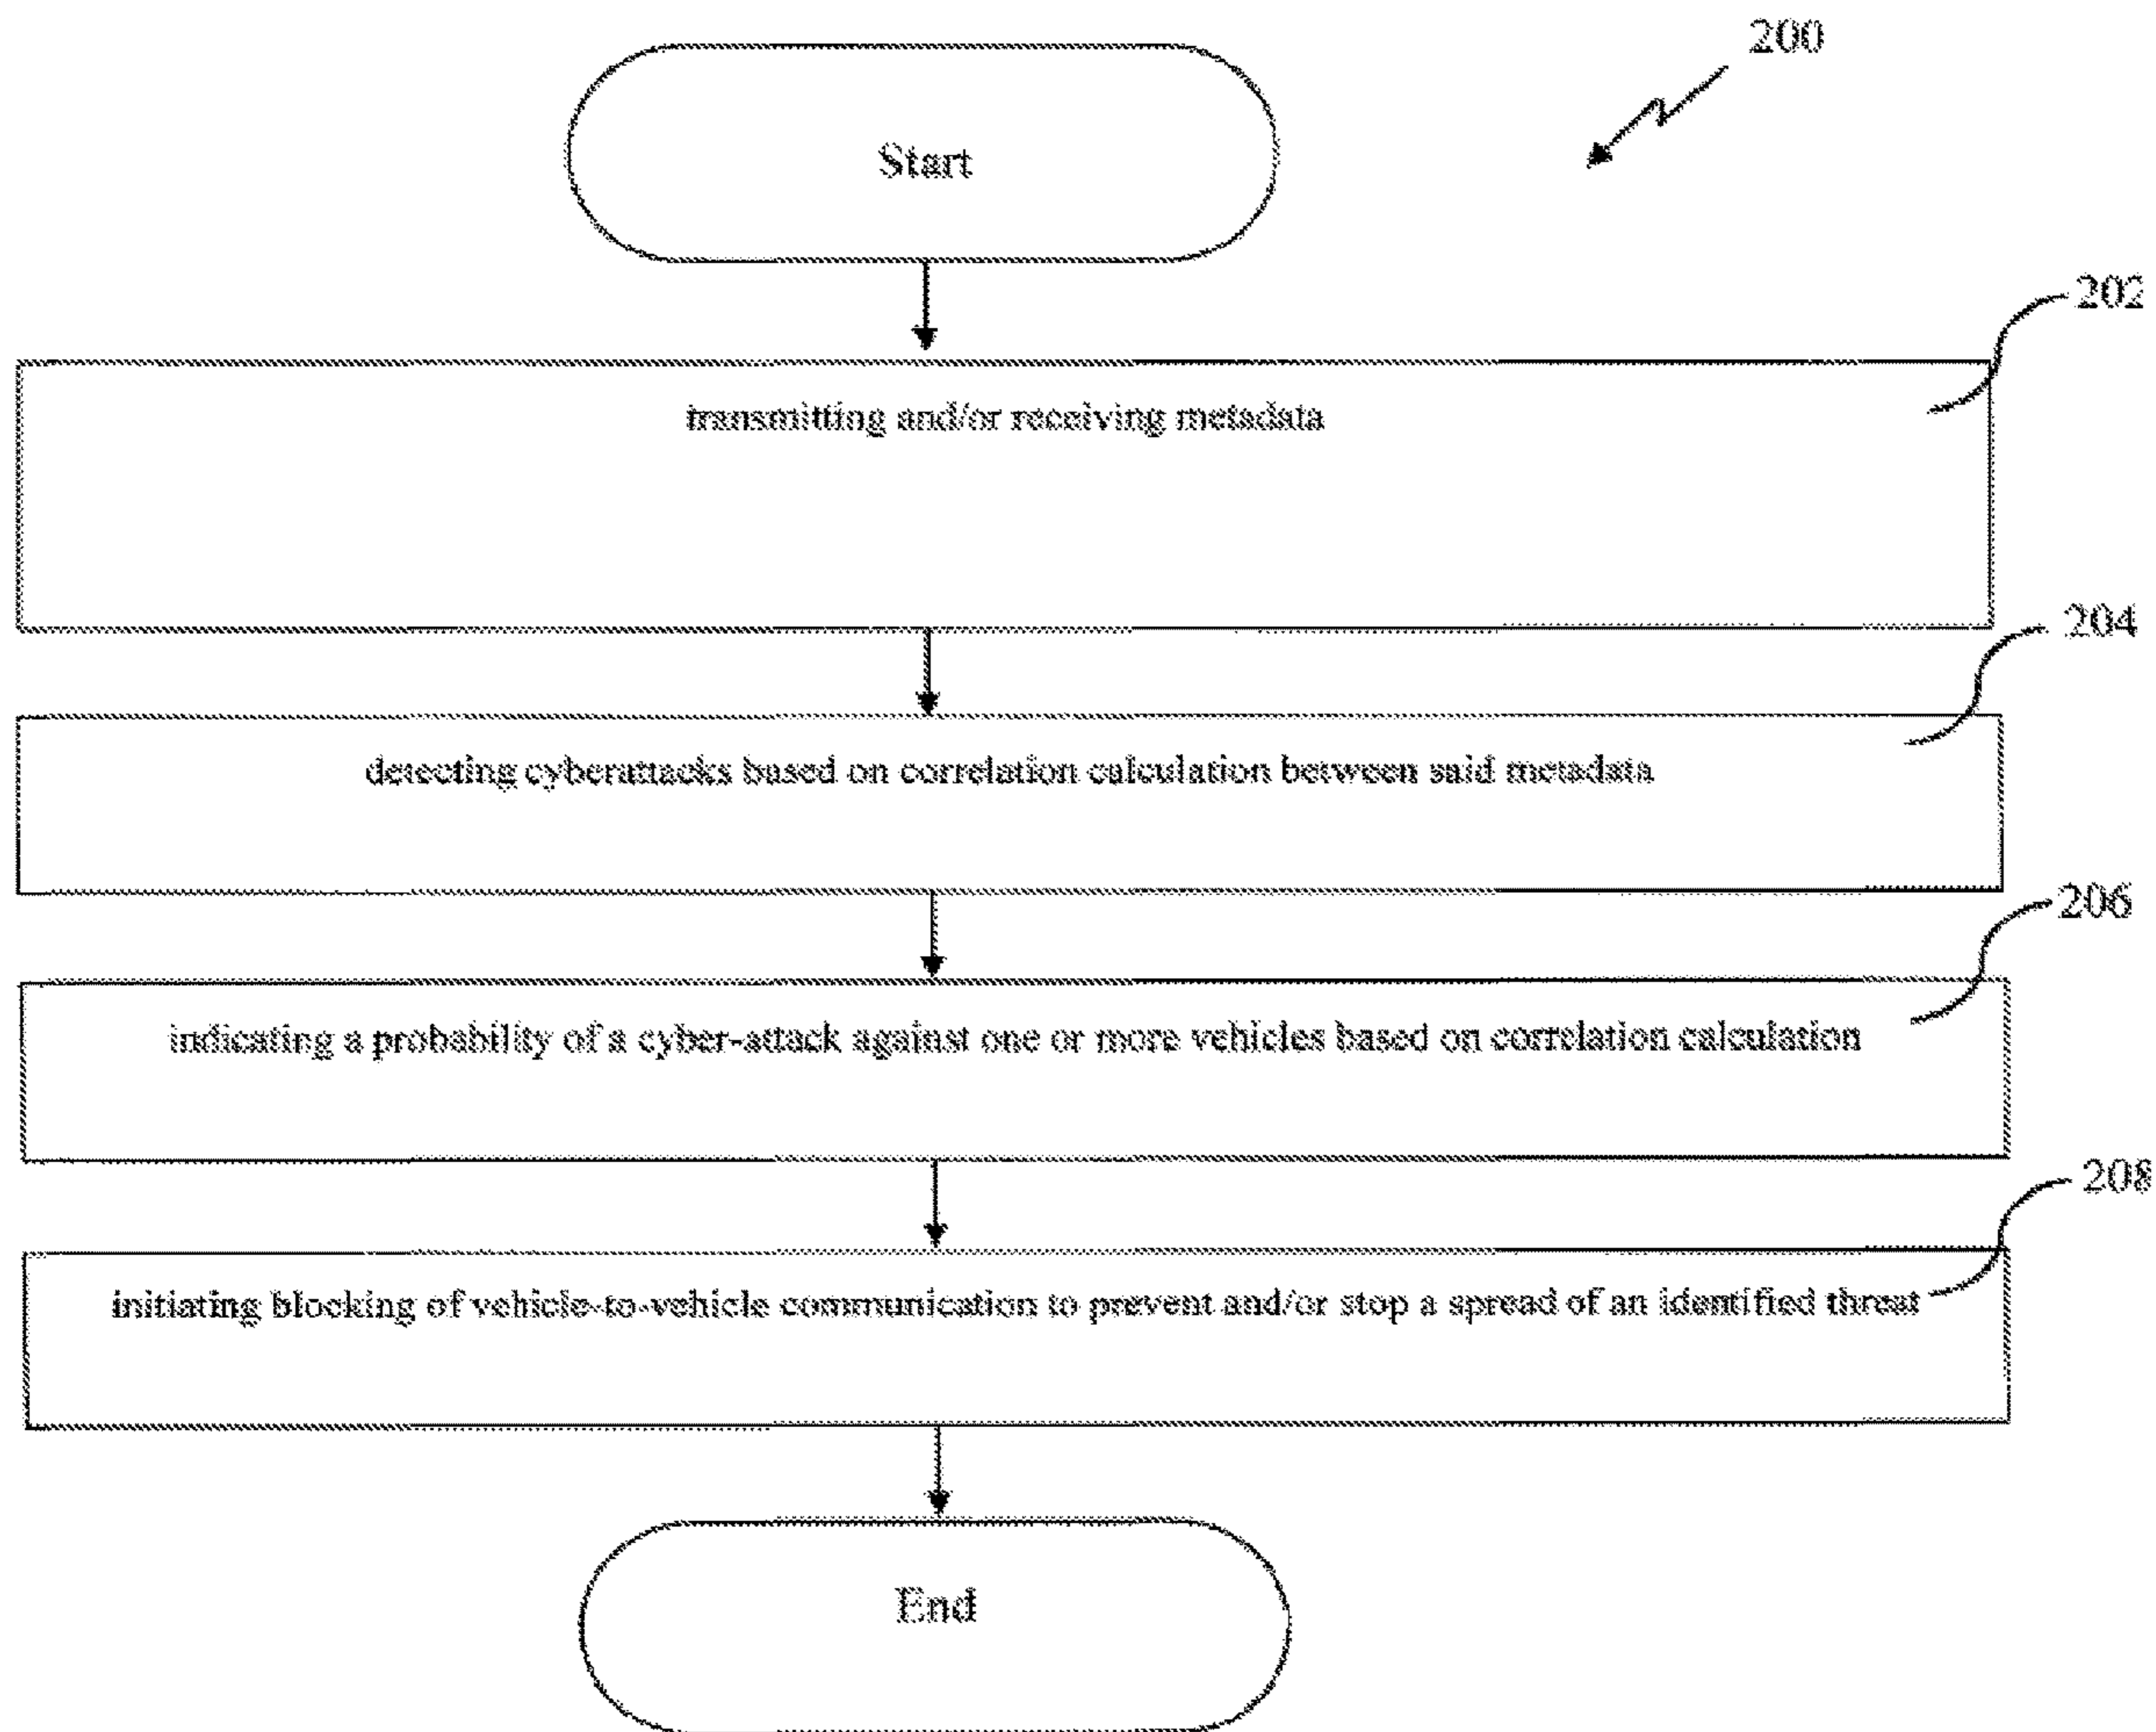 200
Start
202
transmitting and/or receiving metadata
204
detecting cyberattacks based on correlation calculation between said metadata
206
indicating a probability of a cyber-attack against one or more vehicles based on correlation calculation
208
initiating blocking of vehicle-to-vehicle communication to prevent and/or stop a spread of an identified threat
End